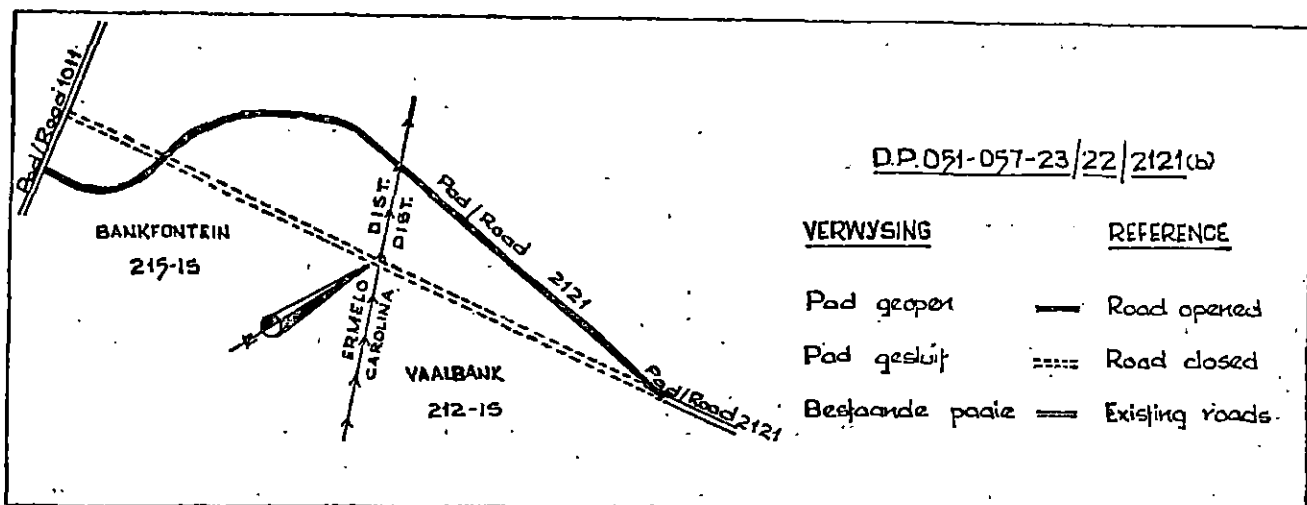 Pad/Road 1011
BANKFONTEIN
215-IS
ERMELO DIST.
CAROLINA DIST.
VAALBANK
212-IS
Pad/Road 2121
Pad/Road 2121
D.P. 051-057-23/22/2121(b)
VERWYSING REFERENCE
Pad geopen Road opened
Pad gesluit Road closed
Bestaande paaie Existing roads.